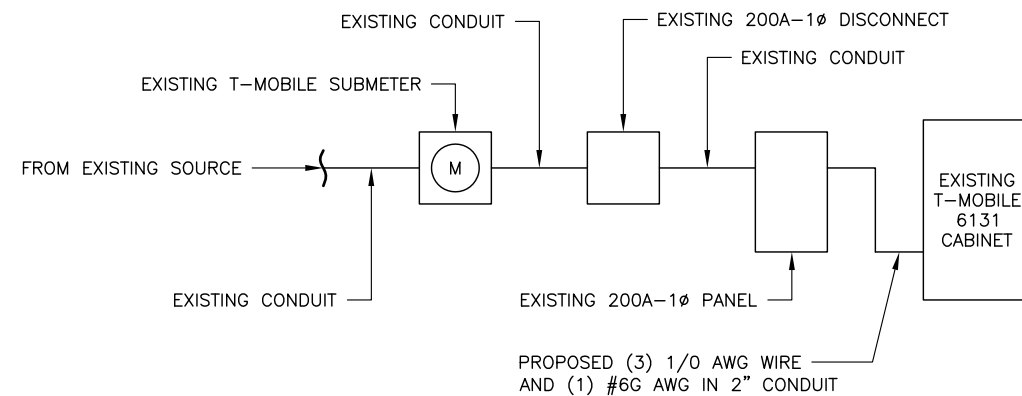 EXISTING CONDUIT
EXISTING 200A-1ø DISCONNECT
EXISTING CONDUIT
EXISTING T-MOBILE SUBMETER
FROM EXISTING SOURCE
M
EXISTING
T-MOBILE
6131
CABINET
EXISTING CONDUIT
EXISTING 200A-1ø PANEL
PROPOSED (3) 1/0 AWG WIRE
AND (1) #6G AWG IN 2" CONDUIT